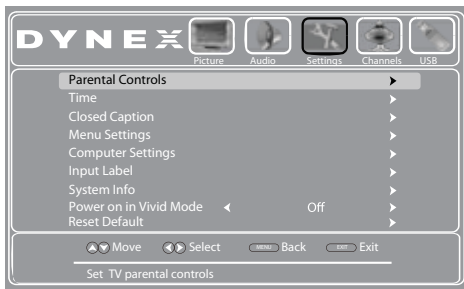 DYNEX
Picture Audio Settings Channels USB
Parental Controls
Time
Closed Caption
Menu Settings
Computer Settings
Input Label
System Info
Power on in Vivid Mode Off
Reset Default
Move Select MENU Back EXIT Exit
Set TV parental controls